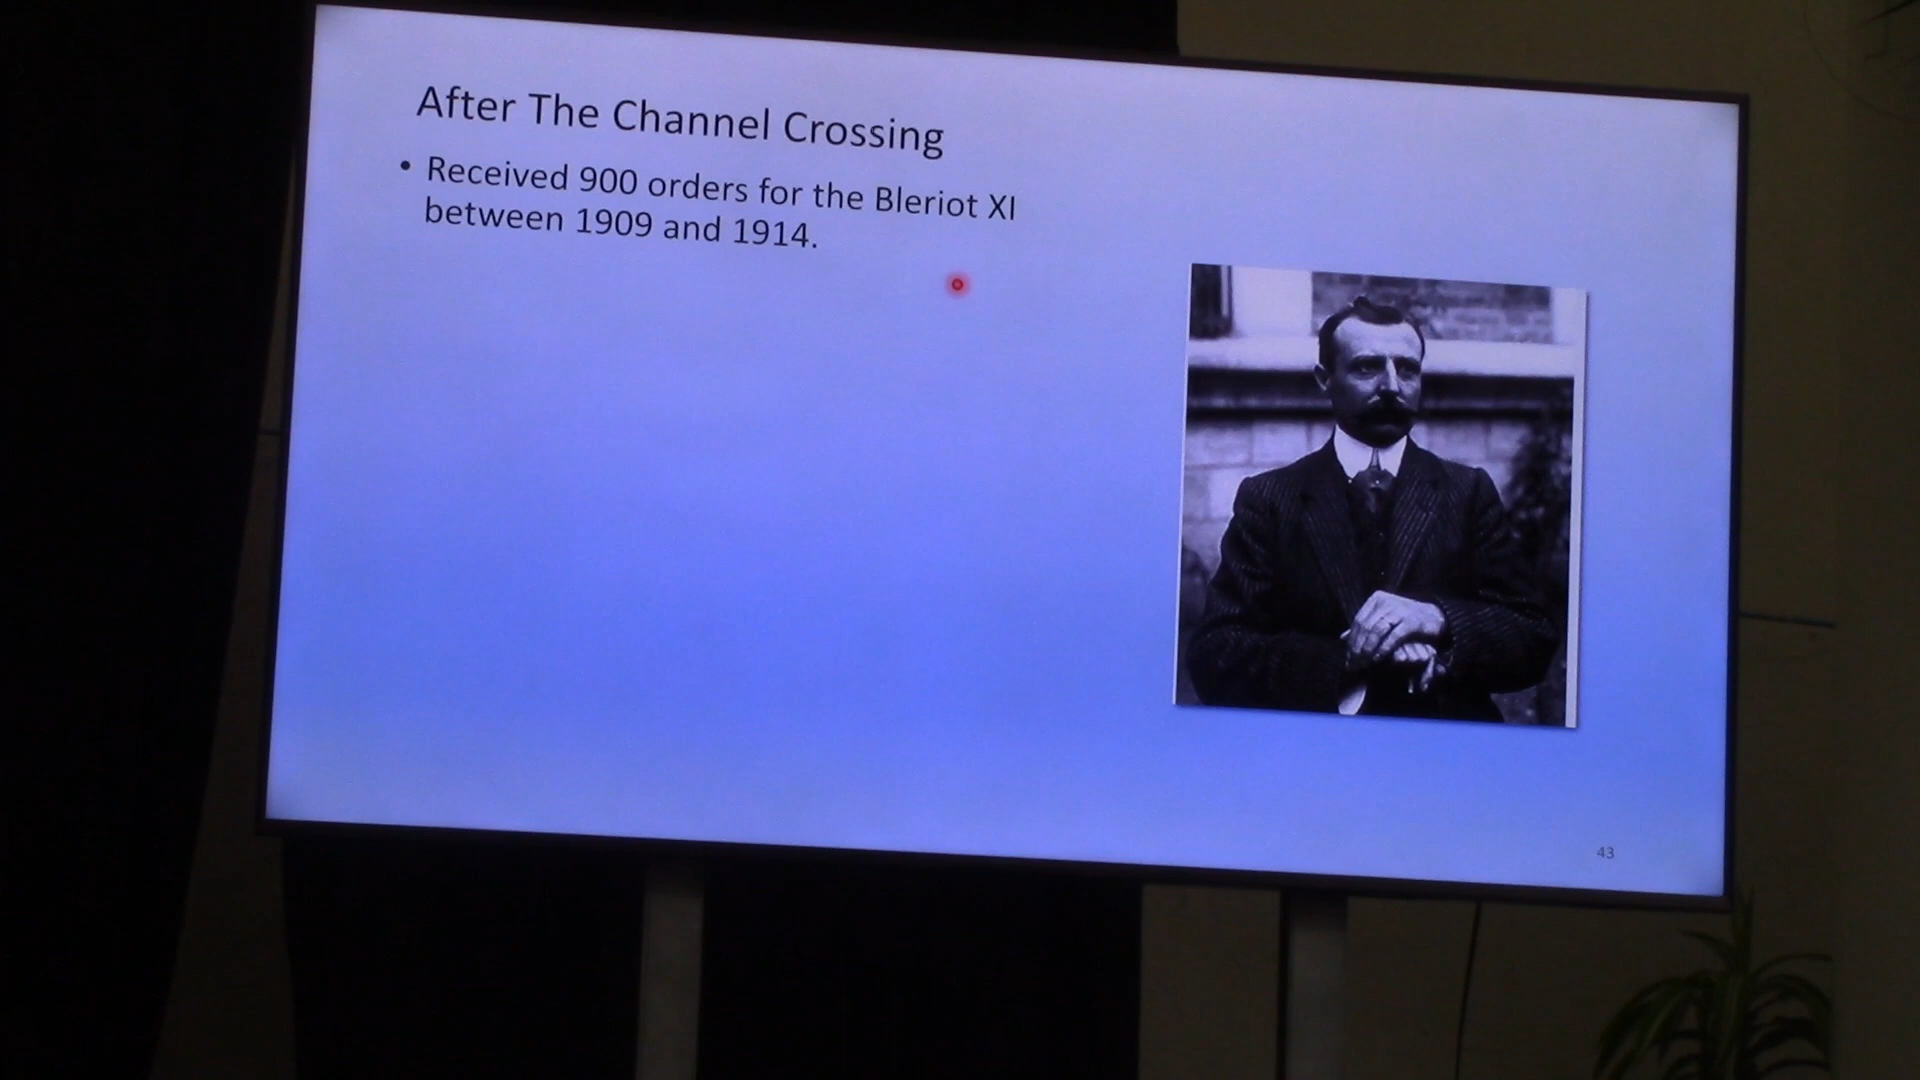 After The Channel Crossing
• Received 900 orders for the Bleriot XI
between 1909 and 1914.
43